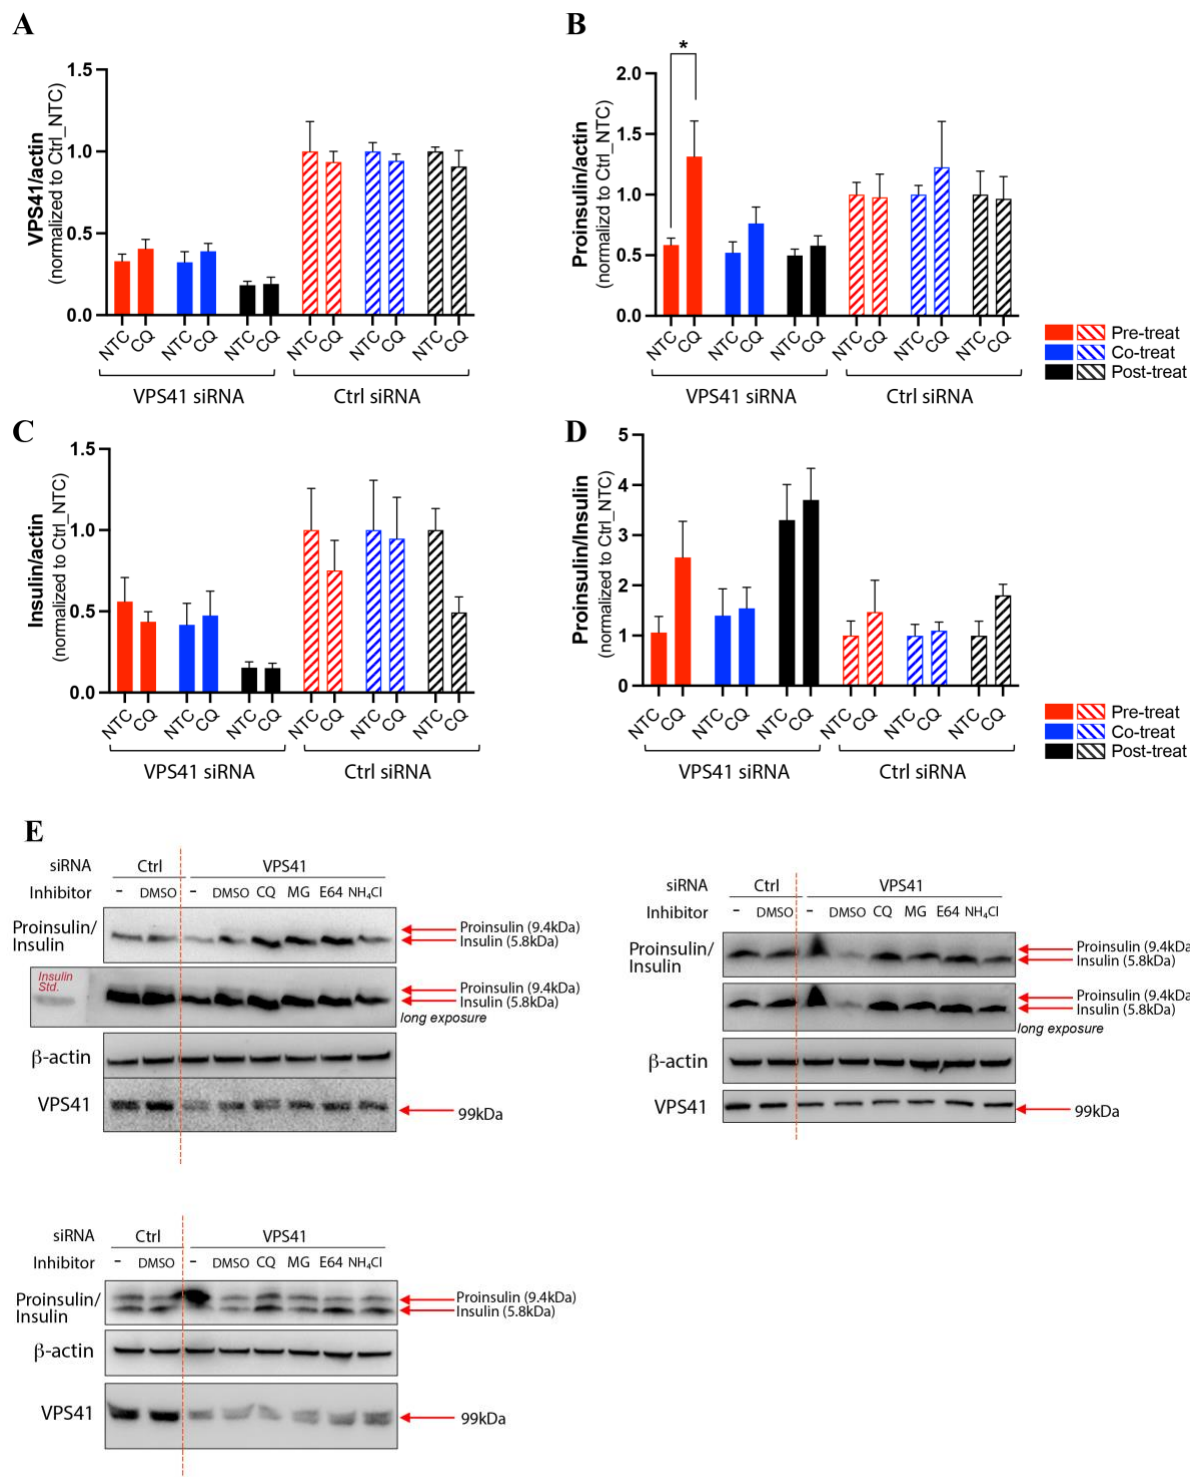 A
VPS41/actin
(normalized to Ctrl_NTC)
1.5
1.0
0.5
0.0
NTC CQ NTC CQ NTC CQ NTC CQ NTC CQ NTC CQ
VPS41 siRNA Ctrl siRNA
B
Proinsulin/actin
(normalizd to Ctrl_NTC)
2.0
1.5
1.0
0.5
0.0
*
NTC CQ NTC CQ NTC CQ NTC CQ NTC CQ NTC CQ
VPS41 siRNA Ctrl siRNA
Pre-treat
Co-treat
Post-treat
C
Insulin/actin
(normalized to Ctrl_NTC)
1.5
1.0
0.5
0.0
NTC CQ NTC CQ NTC CQ NTC CQ NTC CQ NTC CQ
VPS41 siRNA Ctrl siRNA
D
Proinsulin/Insulin
(normalized to Ctrl_NTC)
5
4
3
2
1
0
NTC CQ NTC CQ NTC CQ NTC CQ NTC CQ NTC CQ
VPS41 siRNA Ctrl siRNA
Pre-treat
Co-treat
Post-treat
E
siRNA Ctrl VPS41
Inhibitor - DMSO - DMSO CQ MG E64 NH₄Cl
Proinsulin/
Insulin
Proinsulin (9.4kDa)
Insulin (5.8kDa)
Insulin
Std.
Proinsulin (9.4kDa)
Insulin (5.8kDa)
long exposure
β-actin
VPS41
99kDa
siRNA Ctrl VPS41
Inhibitor - DMSO - DMSO CQ MG E64 NH₄Cl
Proinsulin/
Insulin
Proinsulin (9.4kDa
Insulin (5.8kDa)
Proinsulin (9.4kDa
Insulin (5.8kDa)
long exposure
β-actin
VPS41
99kDa
siRNA Ctrl VPS41
Inhibitor - DMSO - DMSO CQ MG E64 NH₄Cl
Proinsulin/
Insulin
Proinsulin (9.4kDa)
Insulin (5.8kDa)
β-actin
VPS41
99kDa